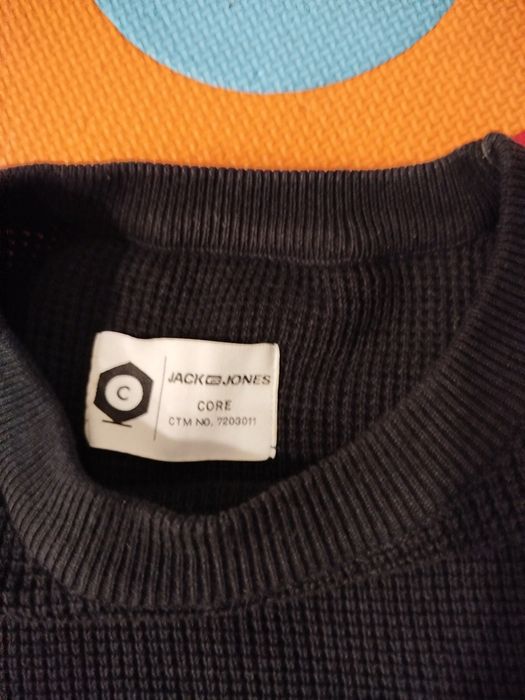 C
JACK & JONES
CORE
CTM NO. 7203011